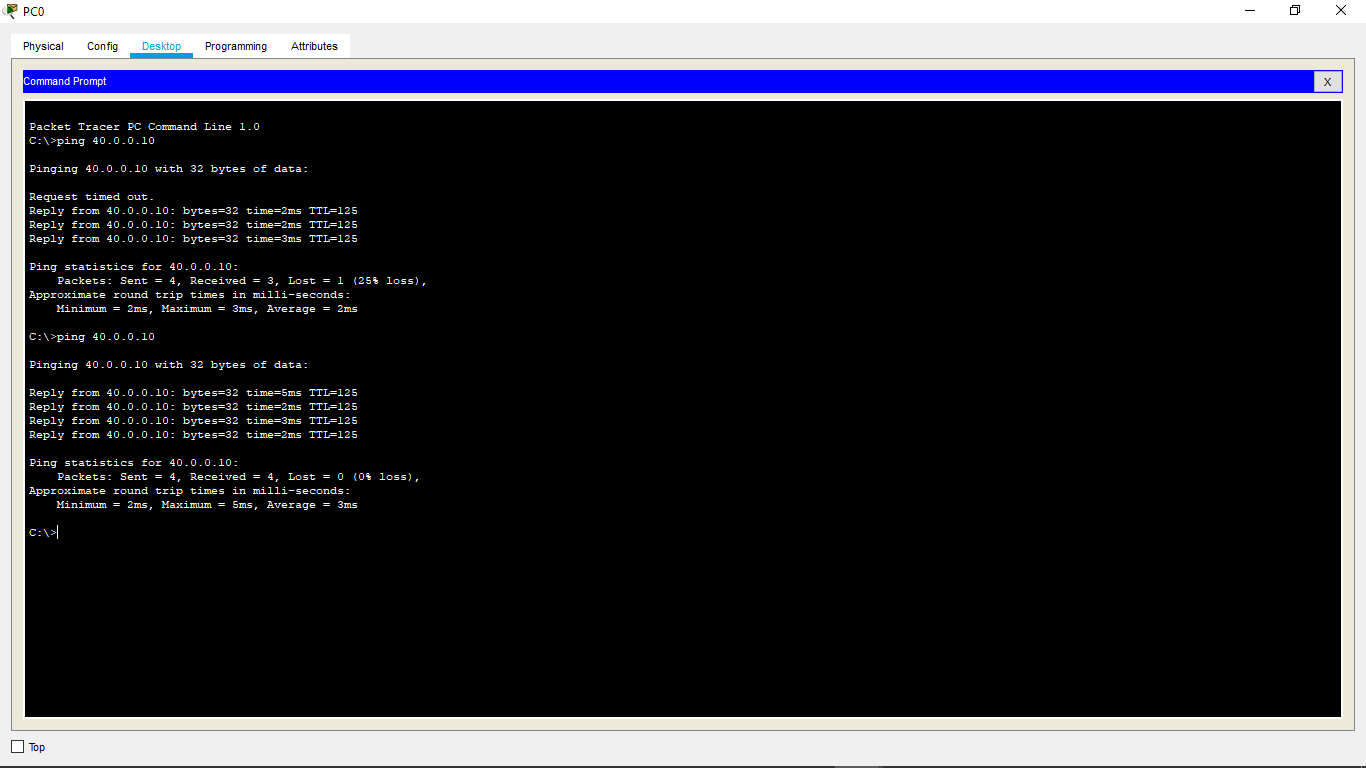 PC0
Physical Config Desktop Programming Attributes
Command Prompt
X
Packet Tracer PC Command Line 1.0
C:\>ping 40.0.0.10
Pinging 40.0.0.10 with 32 bytes of data:
Request timed out.
Reply from 40.0.0.10: bytes=32 time=2ms TTL=125
Reply from 40.0.0.10: bytes=32 time=2ms TTL=125
Reply from 40.0.0.10: bytes=32 time=3ms TTL=125
Ping statistics for 40.0.0.10:
    Packets: Sent = 4, Received = 3, Lost = 1 (25% loss),
Approximate round trip times in milli-seconds:
    Minimum = 2ms, Maximum = 3ms, Average = 2ms
C:\>ping 40.0.0.10
Pinging 40.0.0.10 with 32 bytes of data:
Reply from 40.0.0.10: bytes=32 time=5ms TTL=125
Reply from 40.0.0.10: bytes=32 time=2ms TTL=125
Reply from 40.0.0.10: bytes=32 time=3ms TTL=125
Reply from 40.0.0.10: bytes=32 time=2ms TTL=125
Ping statistics for 40.0.0.10:
    Packets: Sent = 4, Received = 4, Lost = 0 (0% loss),
Approximate round trip times in milli-seconds:
    Minimum = 2ms, Maximum = 5ms, Average = 3ms
C:\>
Top